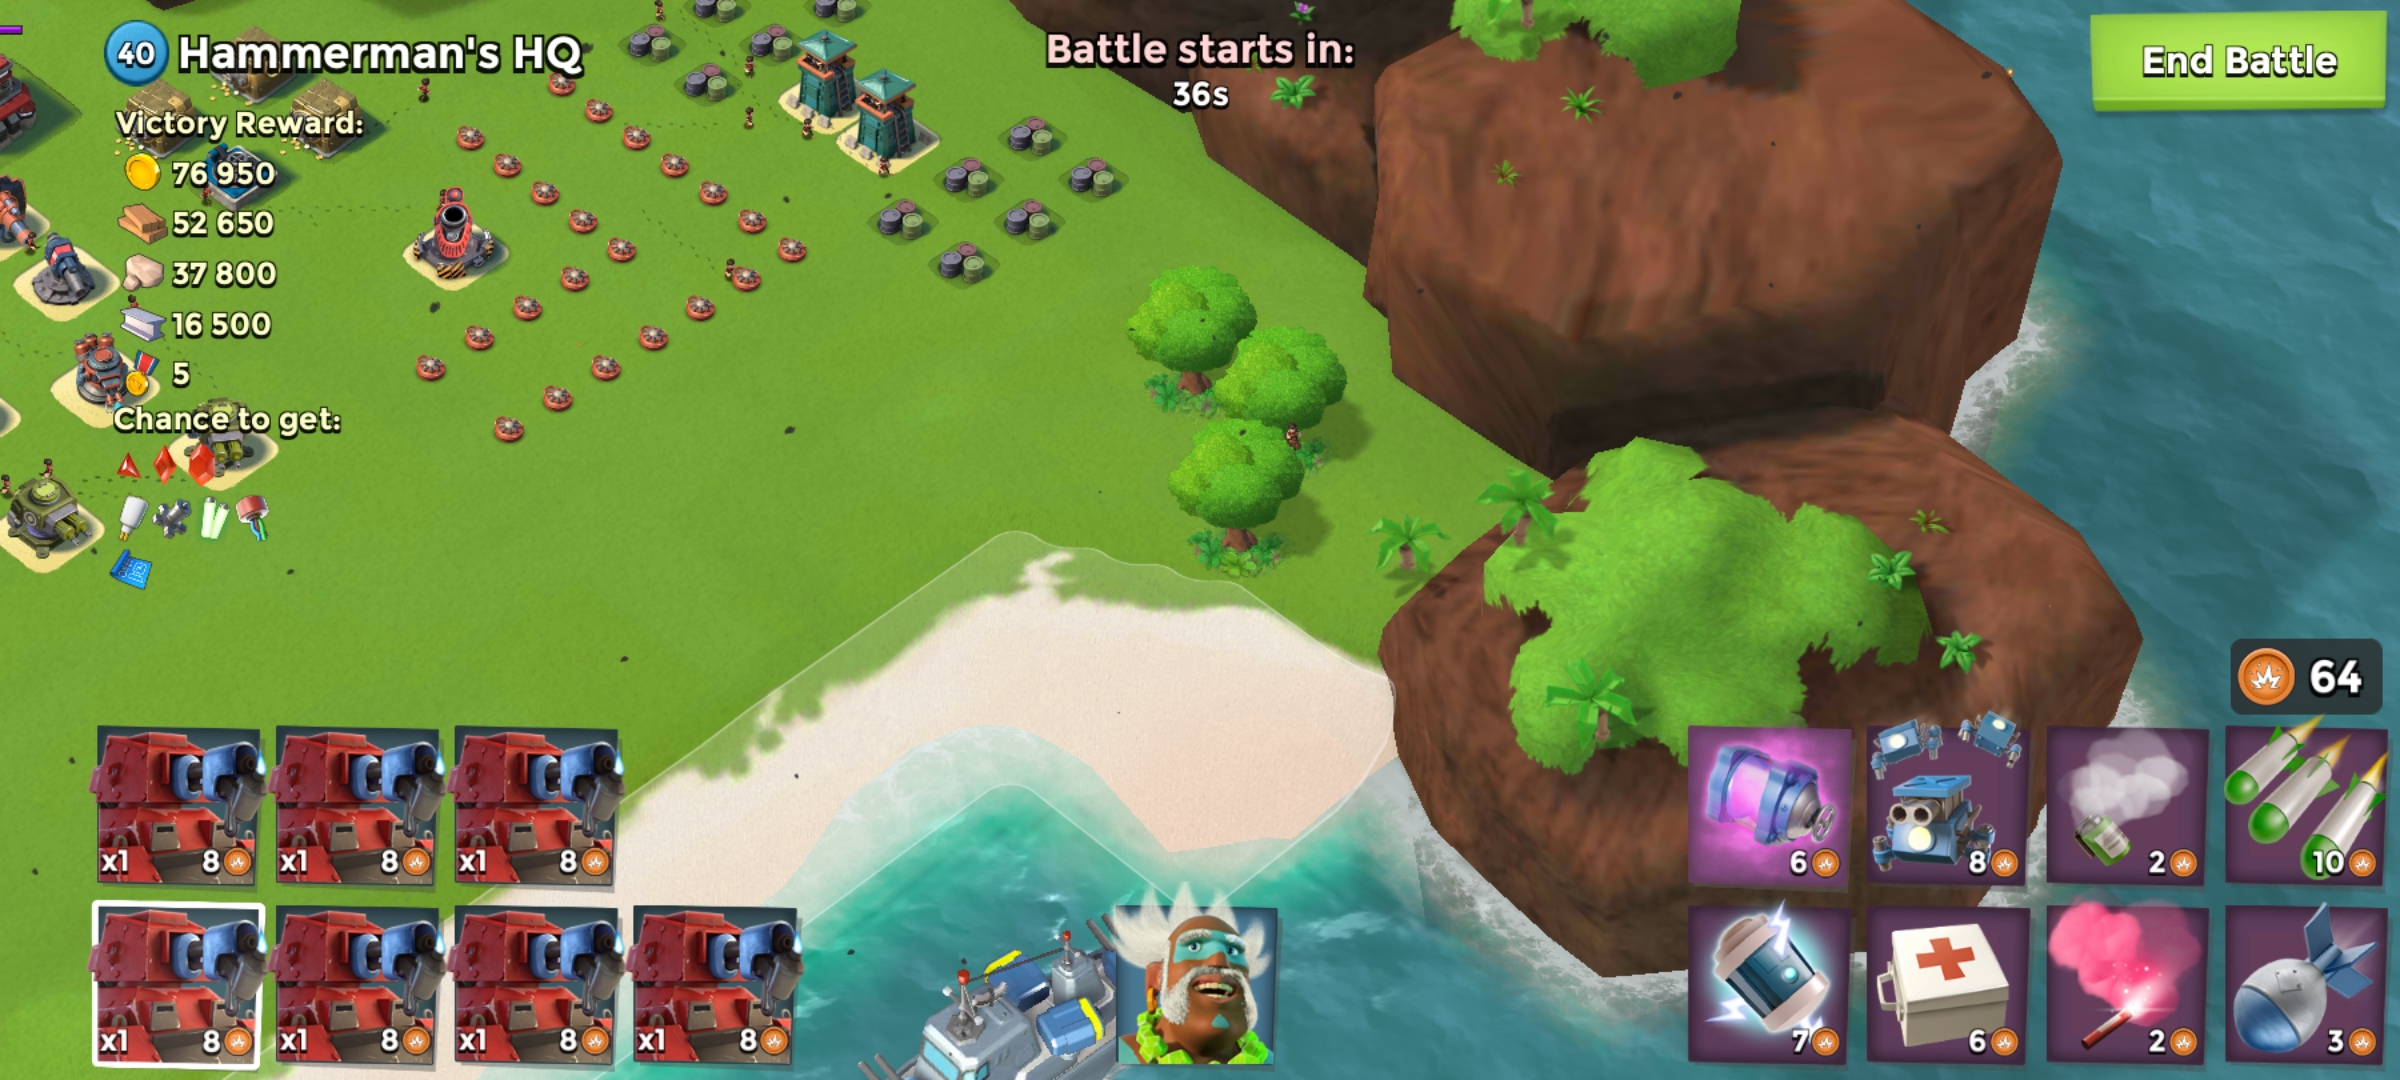 40 Hammerman's HQ
Battle starts in:
36s
End Battle
Victory Reward:
76 950
52 650
37 800
16 500
5
Chance to get:
64
x1 8
x1 8
x1 8
6
8
2
10
x1 8
x1 8
x1 8
x1 8
7
6
2
3